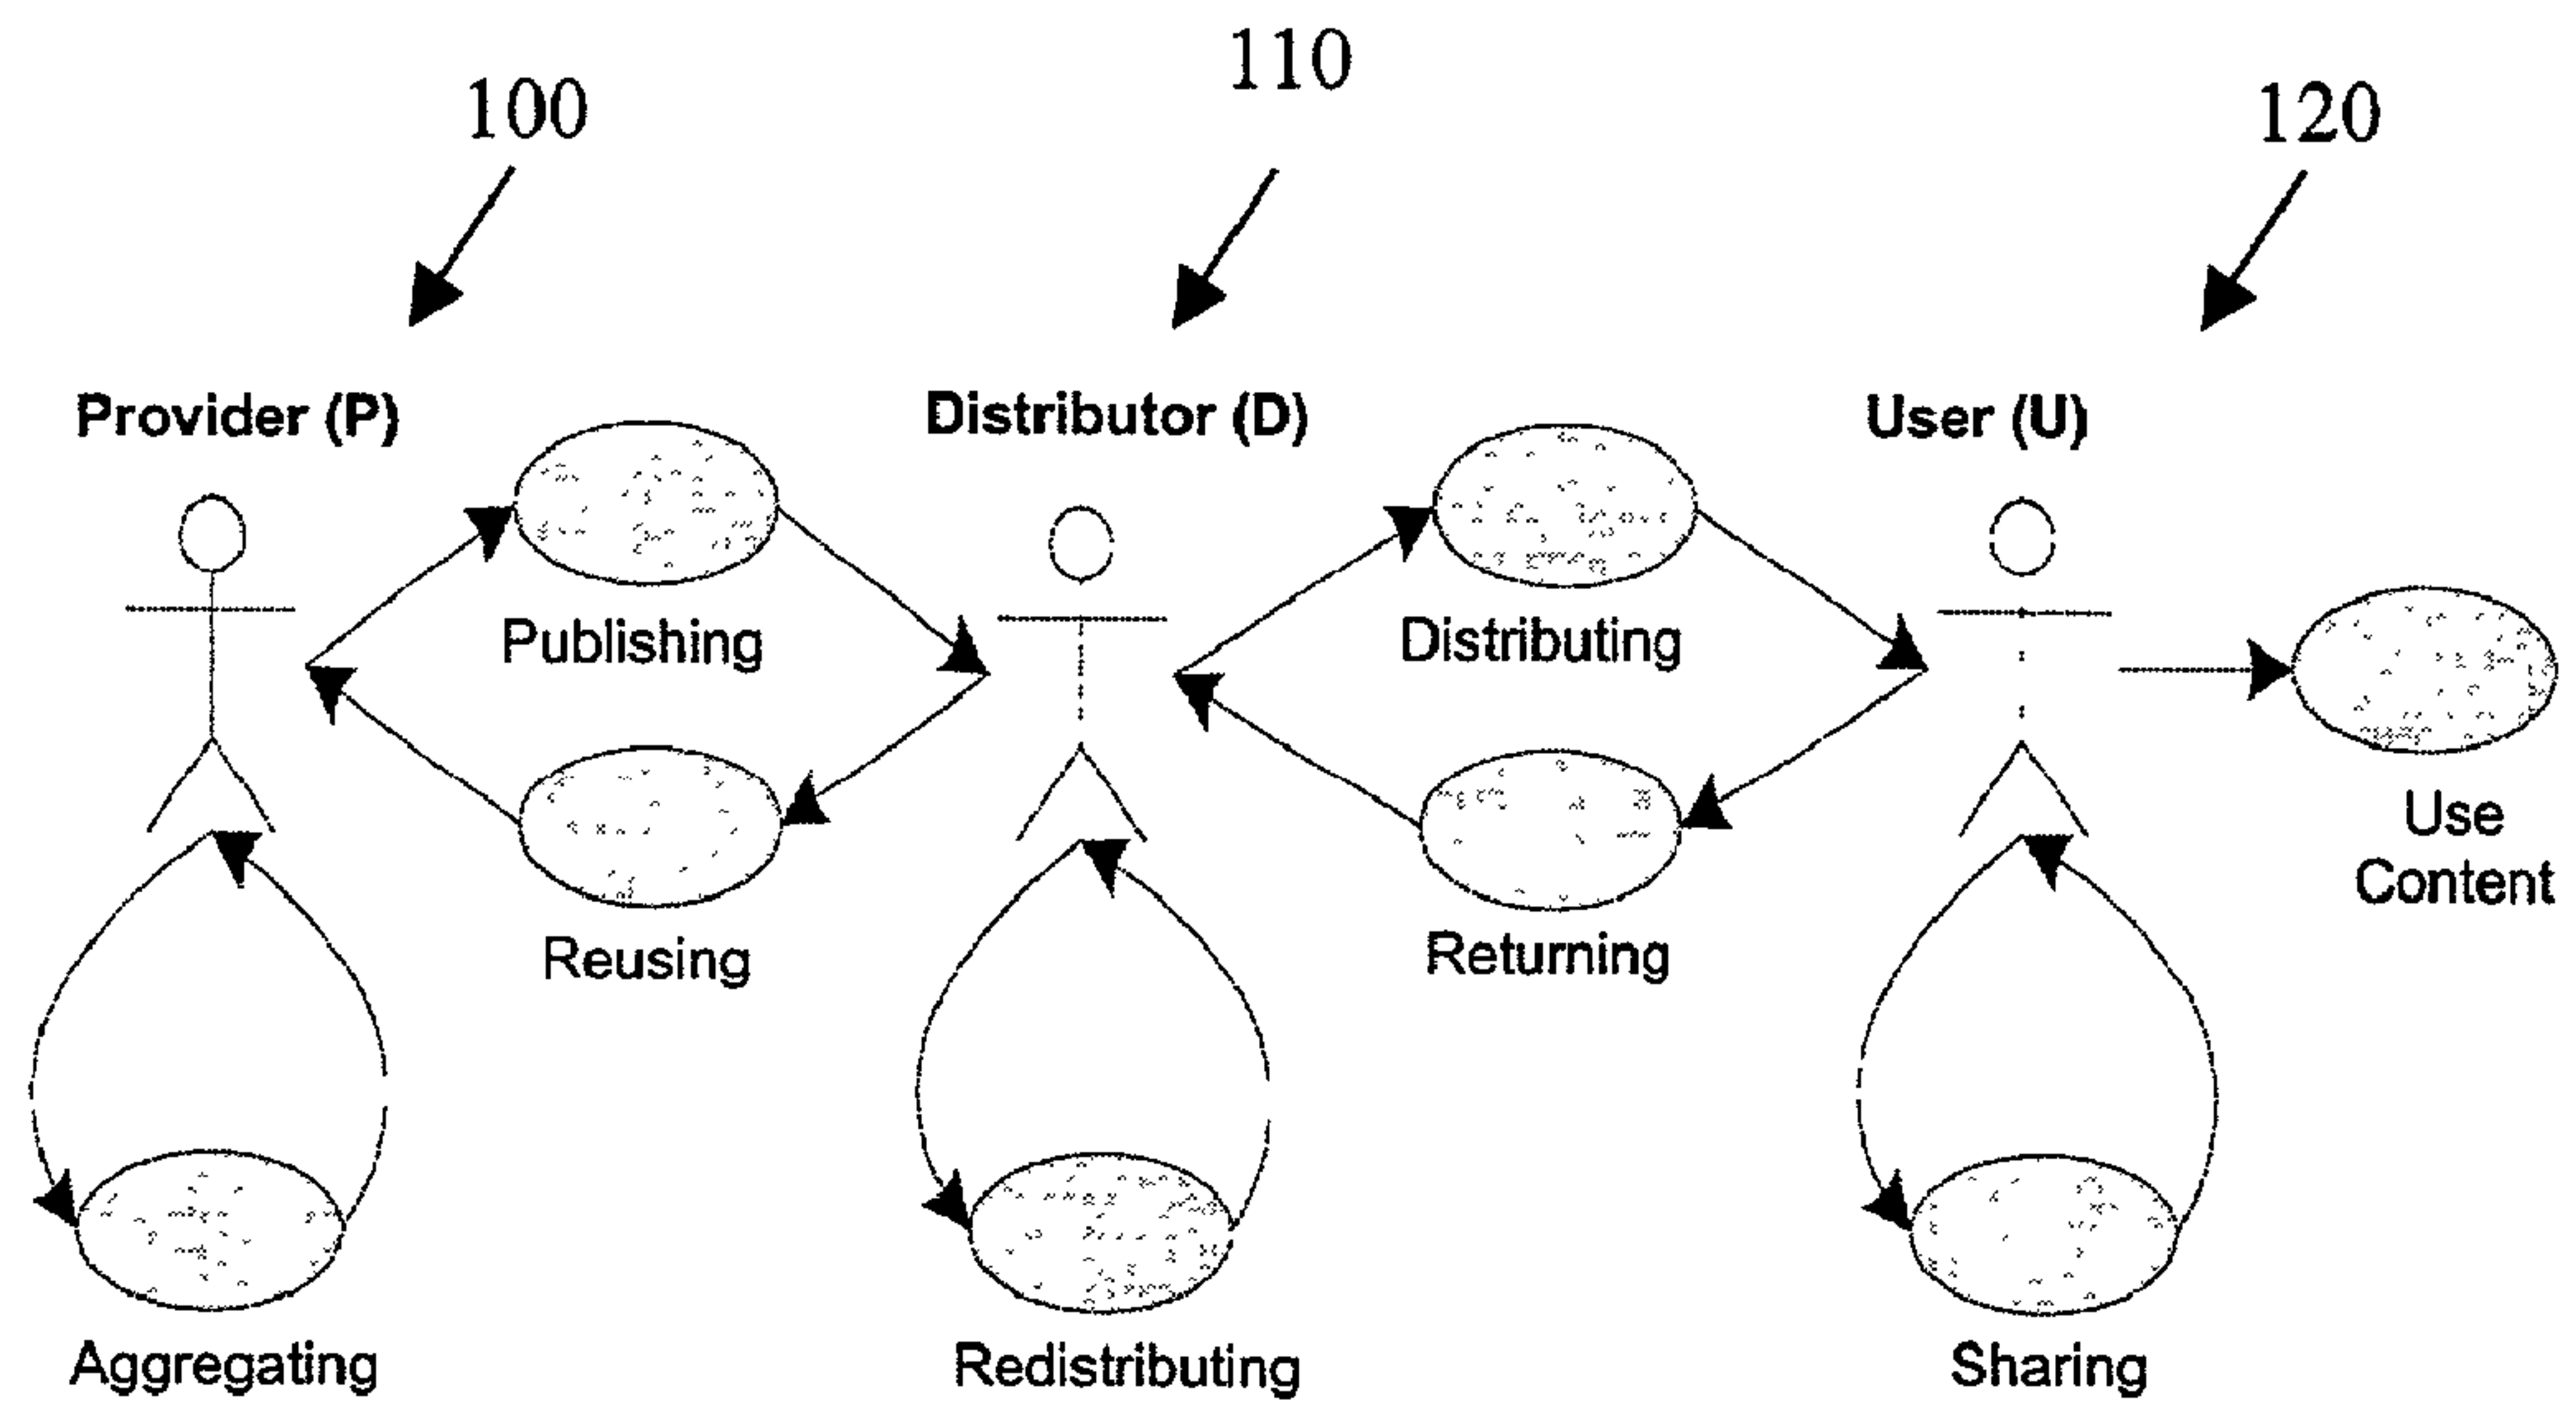 100
110
120
Provider (P)
Distributor (D)
User (U)
Publishing
Distributing
Use
Content
Reusing
Returning
Aggregating
Redistributing
Sharing